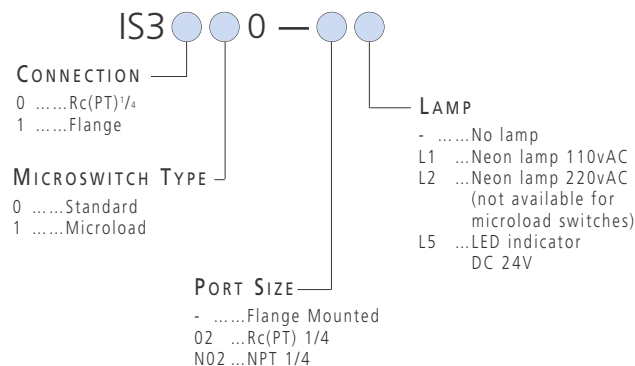 IS3 0 —
CONNECTION
0 ......Rc(PT)1/4
1 ......Flange
MICROSWITCH TYPE
0 ......Standard
1 ......Microload
PORT SIZE
- ......Flange Mounted
02 ...Rc(PT) 1/4
N02 ...NPT 1/4
LAMP
- ......No lamp
L1 ...Neon lamp 110vAC
L2 ...Neon lamp 220vAC
(not available for
microload switches)
L5 ...LED indicator
DC 24V